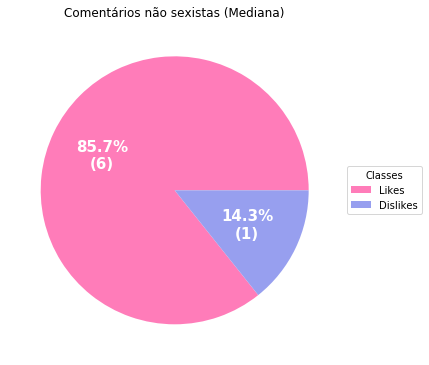 Comentários não sexistas (Mediana)
85.7%
(6)
14.3%
(1)
Classes
Likes
Dislikes